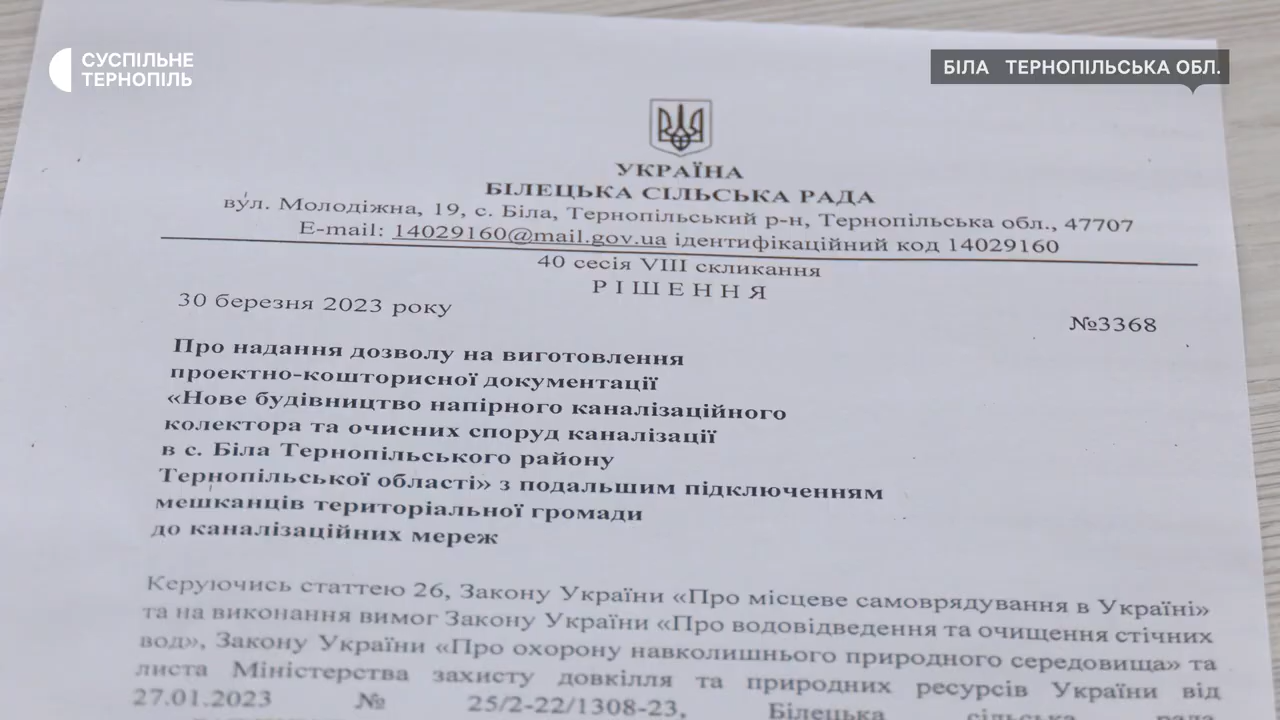 СУСПІЛЬНЕ
ТЕРНОПІЛЬ
БІЛА ТЕРНОПІЛЬСЬКА ОБЛ.
УКРАЇНА
БІЛЕЦЬКА СІЛЬСЬКА РАДА
вул. Молодіжна, 19, с. Біла, Тернопільський р-н, Тернопільська обл., 47707
E-mail: 14029160@mail.gov.ua ідентифікаційний код 14029160
40 сесія VIII скликання
Р І Ш Е Н Н Я
30 березня 2023 року
№3368
Про надання дозволу на виготовлення
проектно-кошторисної документації
«Нове будівництво напірного каналізаційного
колектора та очисних споруд каналізації
в с. Біла Тернопільського району
Тернопільської області» з подальшим підключенням
мешканців територіальної громади
до каналізаційних мереж
Керуючись статтею 26, Закону України «Про місцеве самоврядування в Україні»
та на виконання вимог Закону України «Про водовідведення та очищення стічних
вод», Закону України «Про охорону навколишнього природного середовища» та
листа Міністерства захисту довкілля та природних ресурсів України від
27.01.2023 № 25/2-22/1308-23, Білецька сільська рада